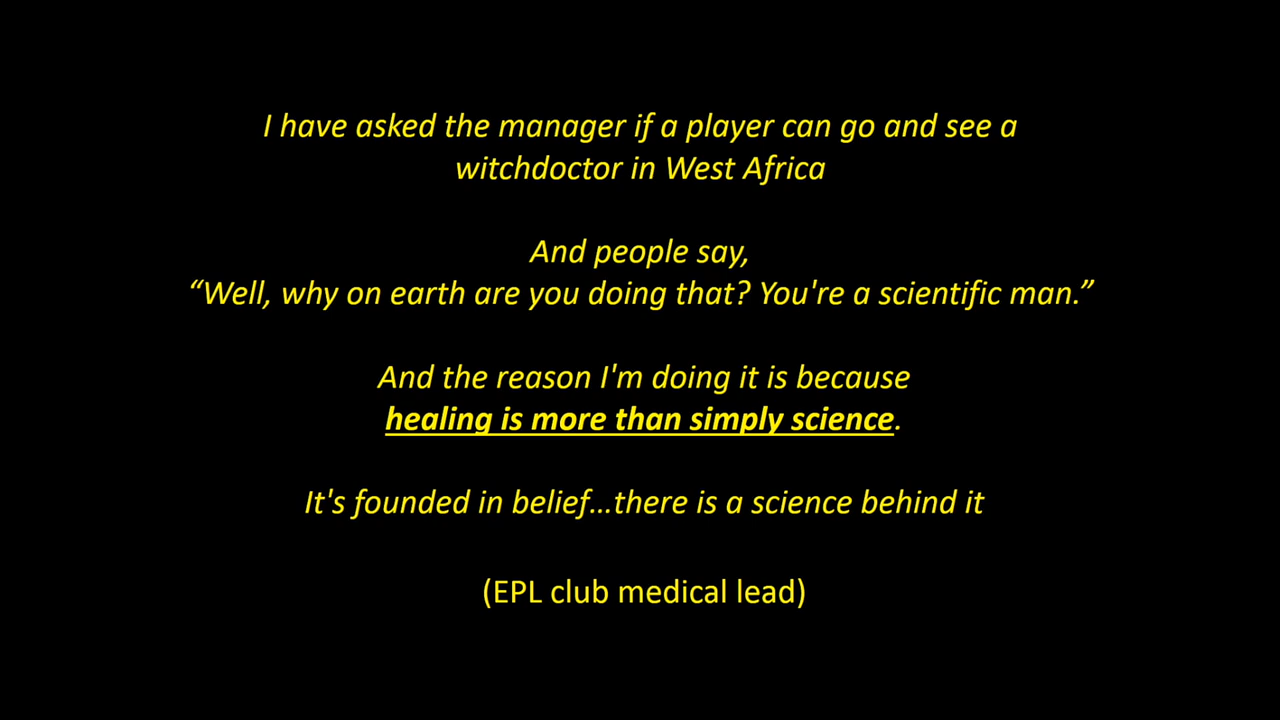 I have asked the manager if a player can go and see a
witchdoctor in West Africa
And people say,
“Well, why on earth are you doing that? You're a scientific man.”
And the reason I'm doing it is because
healing is more than simply science.
It's founded in belief…there is a science behind it
(EPL club medical lead)